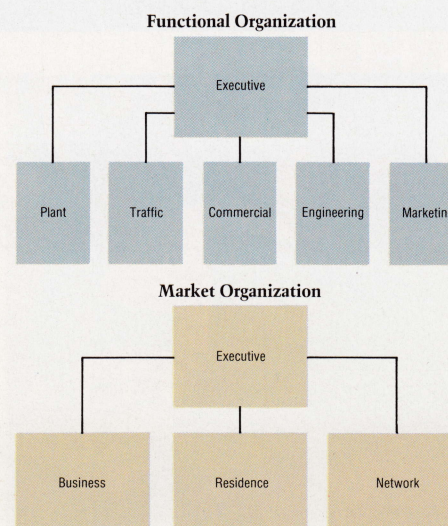 Functional Organization
Executive
Plant Traffic Commercial Engineering Marketin
Market Organization
Executive
Business Residence Network